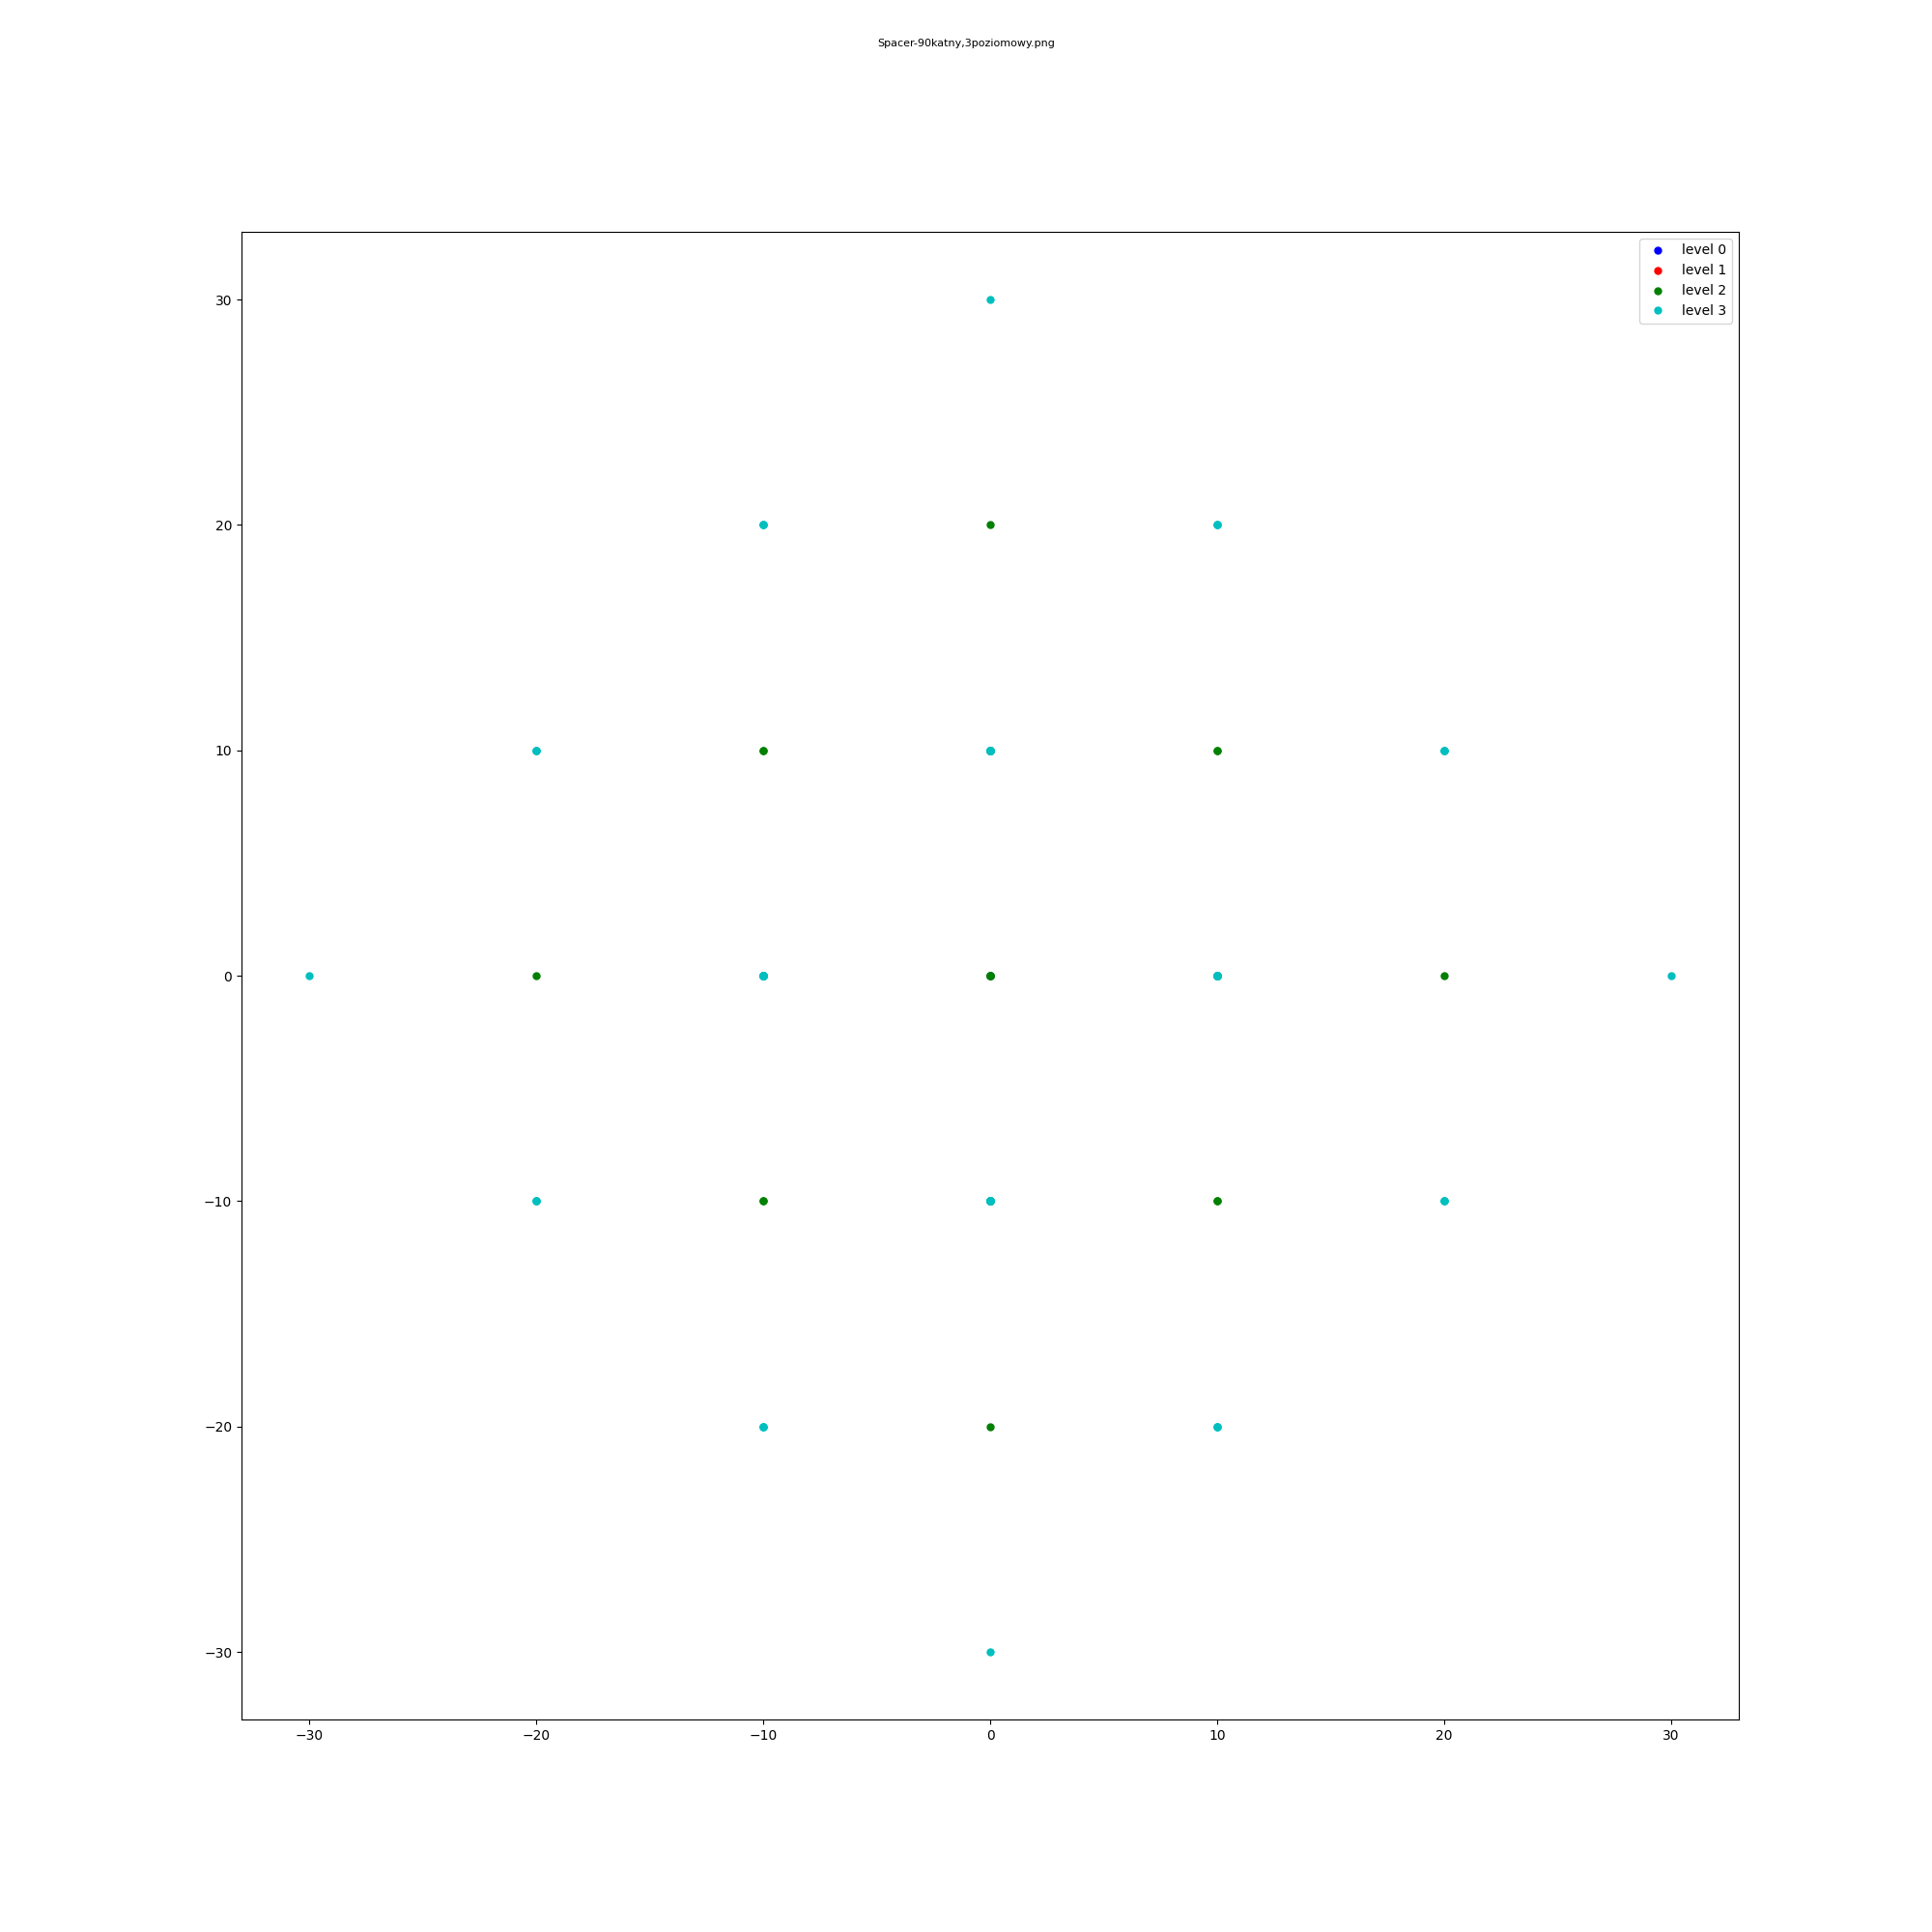 Spacer-90katny,3poziomowy.png
level 0
level 1
level 2
level 3
30
20
10
0
−10
−20
−30
−30 −20 −10 0 10 20 30